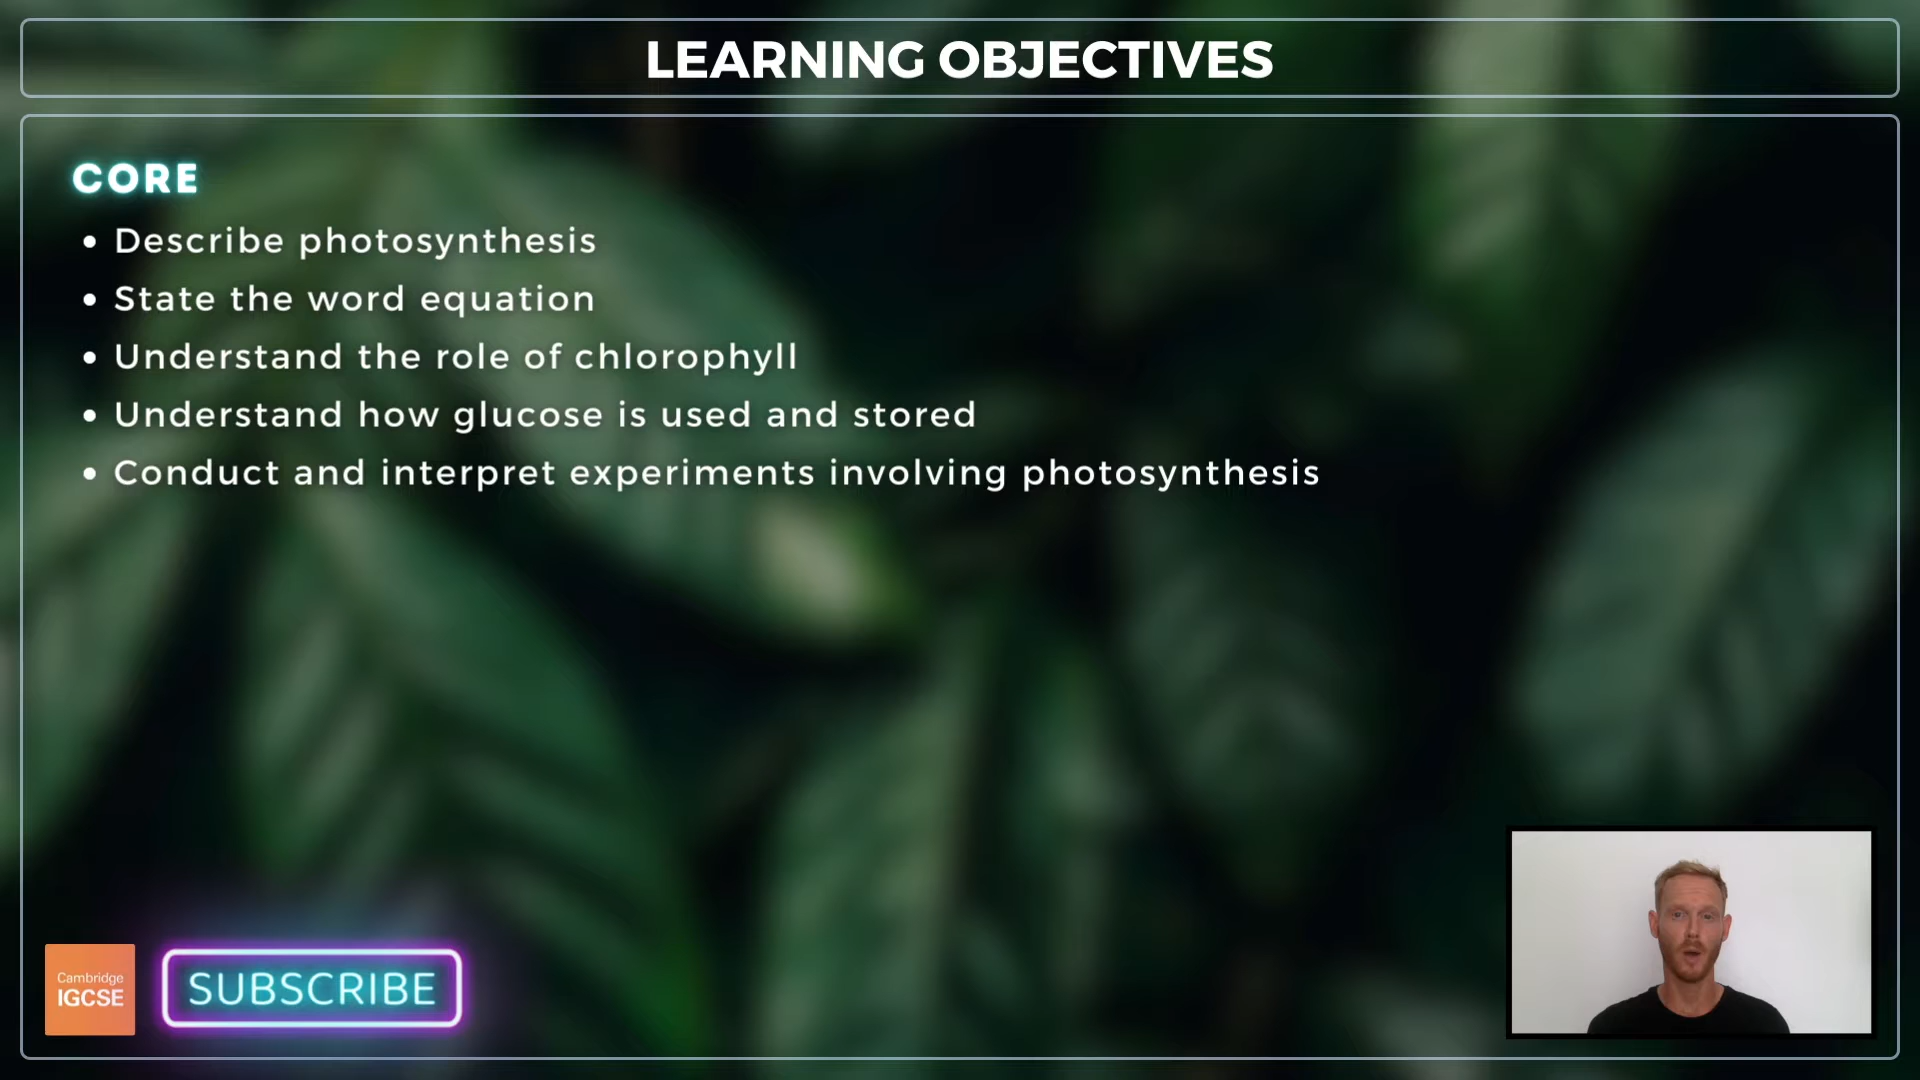 LEARNING OBJECTIVES
CORE
• Describe photosynthesis
• State the word equation
• Understand the role of chlorophyll
• Understand how glucose is used and stored
• Conduct and interpret experiments involving photosynthesis
Cambridge
IGCSE
SUBSCRIBE